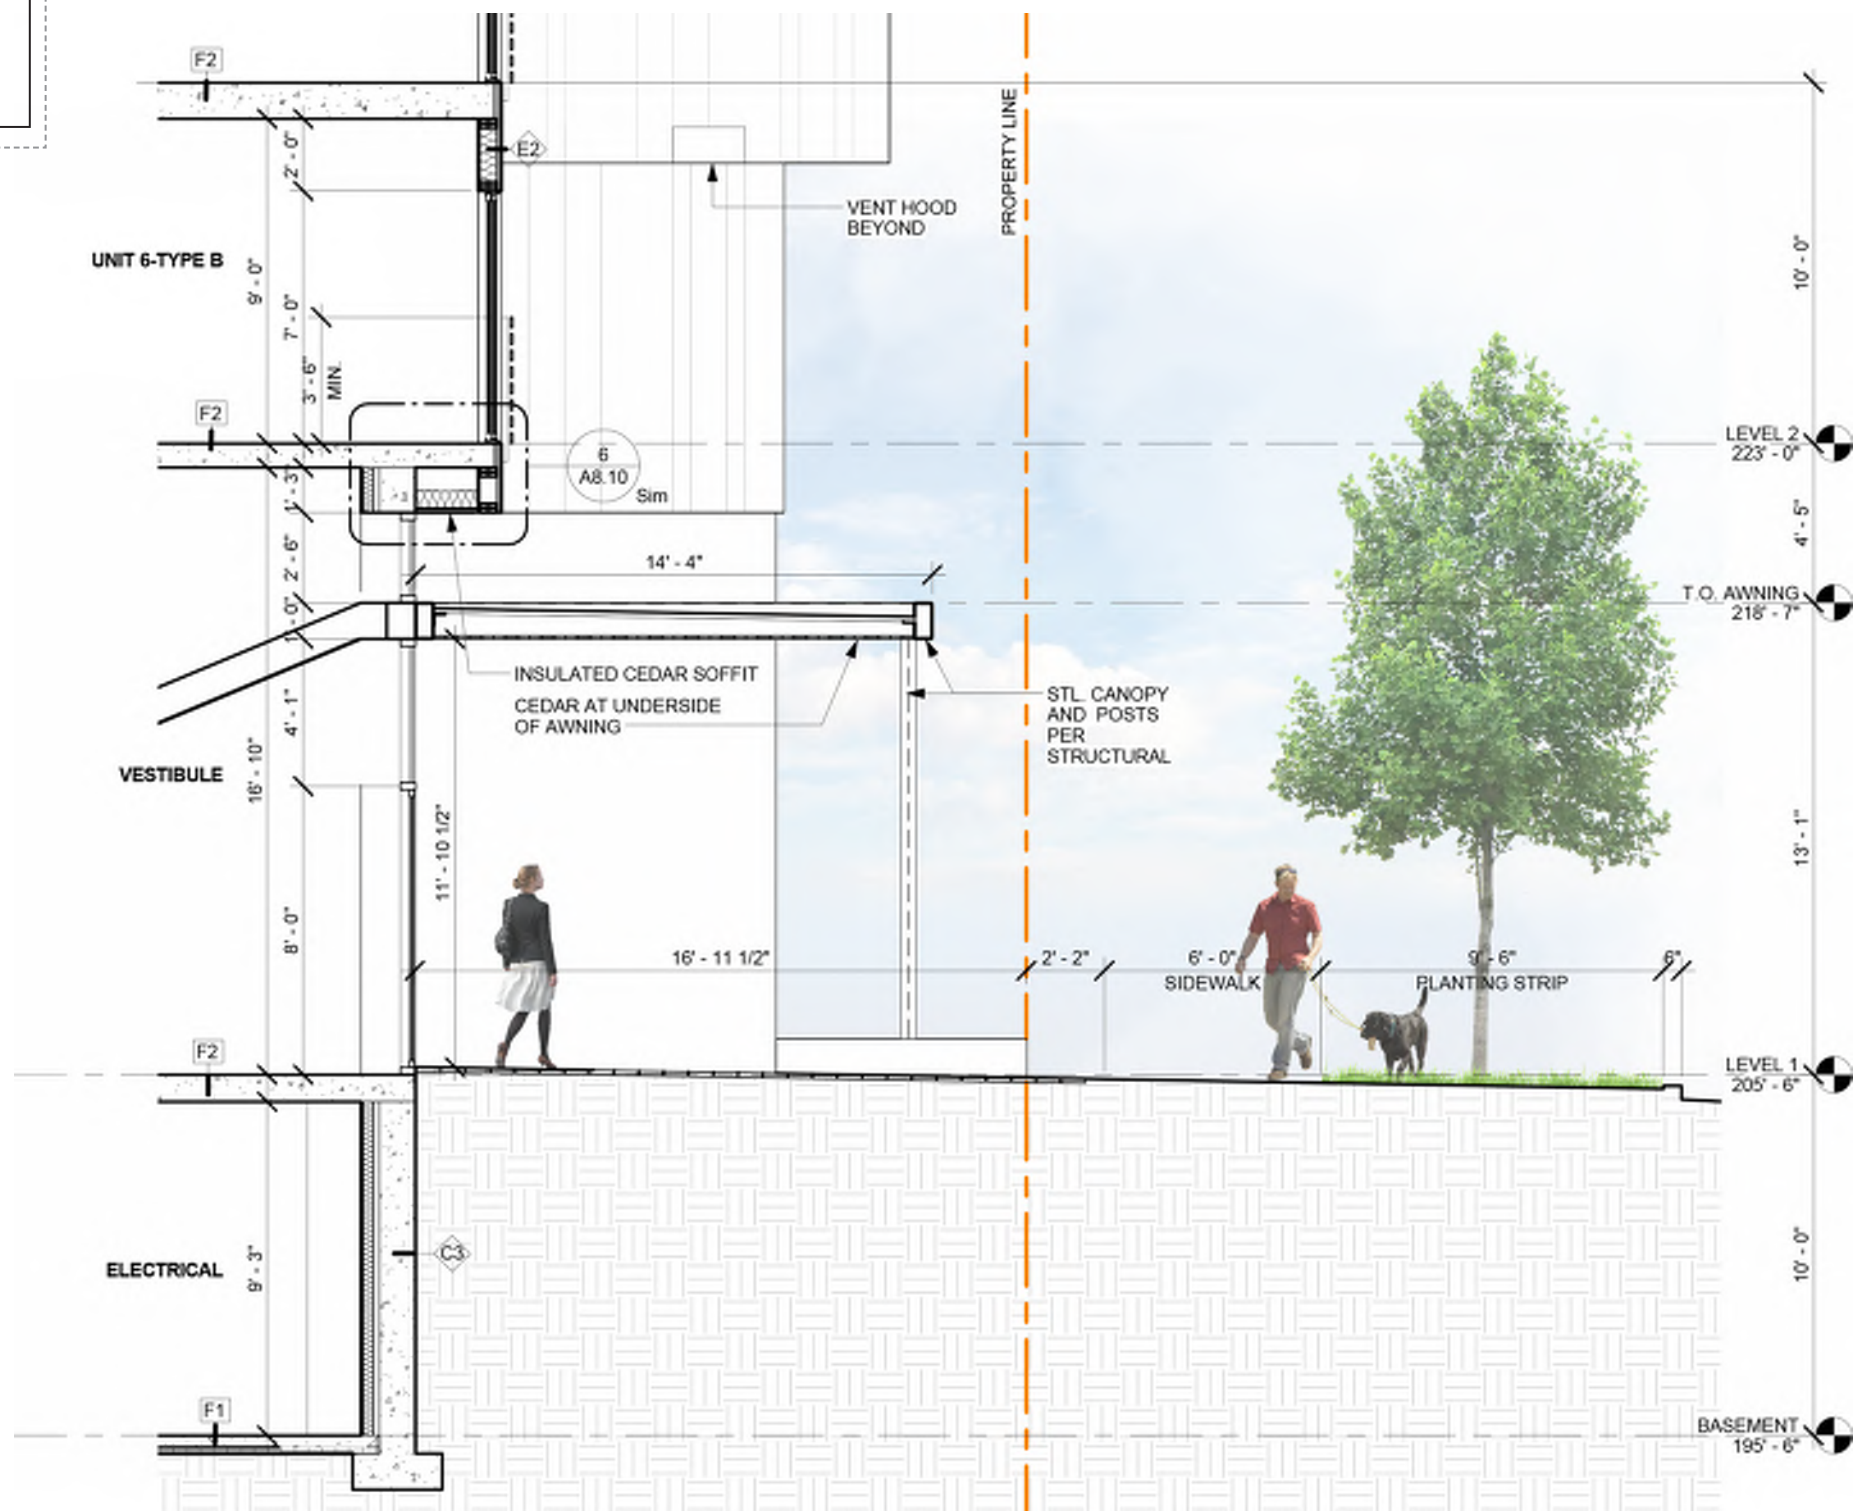 F2
E2
2' - 0"
VENT HOOD
BEYOND
PROPERTY LINE
UNIT 6-TYPE B
9' - 0"
7' - 0"
3' - 6"
MIN.
10' - 0"
F2
6
A8.10
Sim
LEVEL 2
223' - 0"
1' - 3"
4' - 5"
2' - 6"
14' - 4"
1' - 0"
T.O. AWNING
218' - 7"
INSULATED CEDAR SOFFIT
CEDAR AT UNDERSIDE
OF AWNING
STL. CANOPY
AND POSTS
PER
STRUCTURAL
4' - 1"
VESTIBULE
16' - 10"
11' - 10 1/2"
13' - 1"
8' - 0"
16' - 11 1/2"
2' - 2"
6' - 0"
SIDEWALK
9' - 6"
PLANTING STRIP
6"
F2
LEVEL 1
205' - 6"
C3
ELECTRICAL
9' - 3"
10' - 0"
F1
BASEMENT
195' - 6"